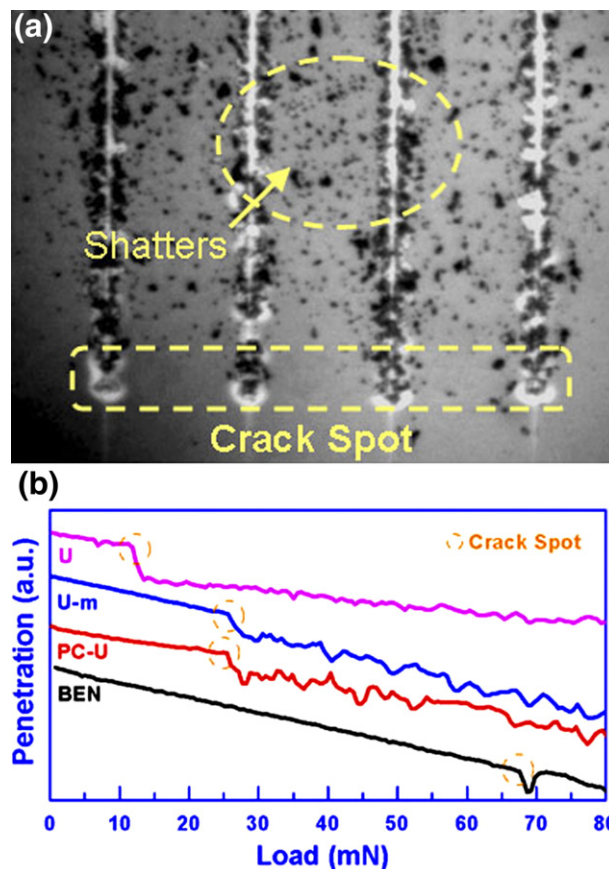 (a)
Shatters
Crack Spot
(b)
U
Crack Spot
U-m
PC-U
BEN
Penetration (a.u.)
0 10 20 30 40 50 60 70 80
Load (mN)